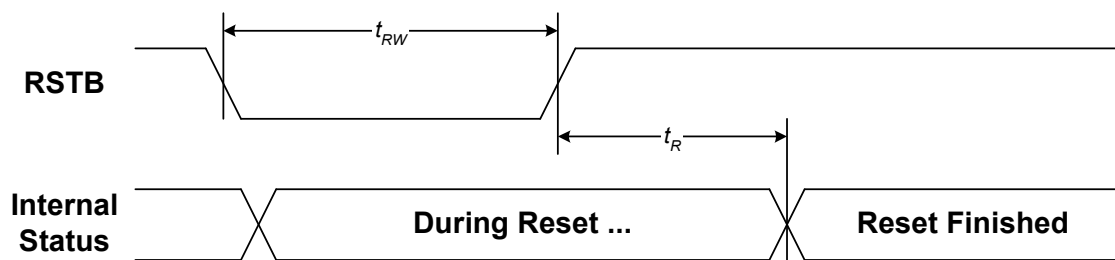 t_RW
RSTB
t_R
Internal
Status
During Reset ...
Reset Finished